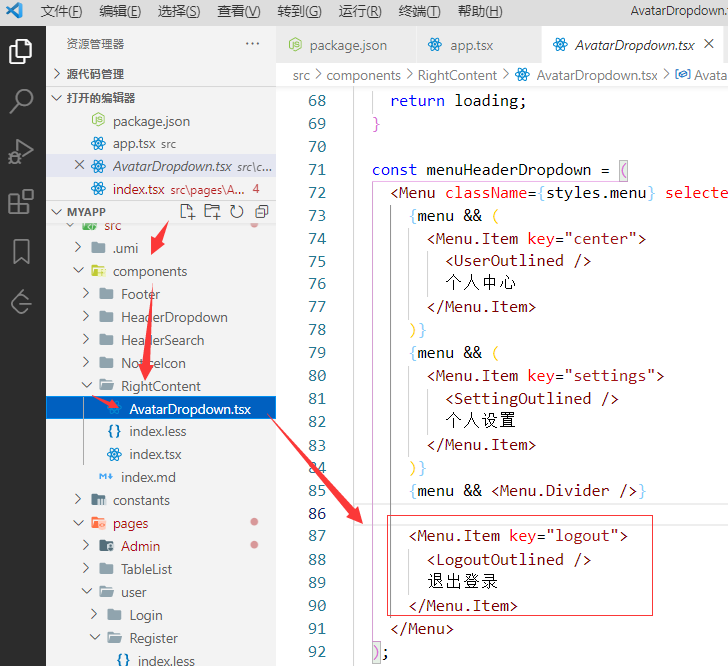 文件(F) 编辑(E) 选择(S) 查看(V) 转到(G) 运行(R) 终端(T) 帮助(H) AvatarDropdown.
资源管理器 ···
源代码管理
打开的编辑器
package.json
app.tsx src
AvatarDropdown.tsx src\c...
index.tsx src\pages\A... 4
MYAPP
src
.umi
components
Footer
HeaderDropdown
HeaderSearch
NoticeIcon
RightContent
AvatarDropdown.tsx
index.less
index.tsx
index.md
constants
pages
Admin
TableList
user
Login
Register
index.less
package.json app.tsx AvatarDropdown.tsx
src > components > RightContent > AvatarDropdown.tsx > Avata
68 return loading;
69 }
70
71 const menuHeaderDropdown = (
72 <Menu className={styles.menu} selecte
73 {menu && (
74 <Menu.Item key="center">
75 <UserOutlined />
76 个人中心
77 </Menu.Item>
78 )}
79 {menu && (
80 <Menu.Item key="settings">
81 <SettingOutlined />
82 个人设置
83 </Menu.Item>
84 )}
85 {menu && <Menu.Divider />}
86
87 <Menu.Item key="logout">
88 <LogoutOutlined />
89 退出登录
90 </Menu.Item>
91 </Menu>
92 );